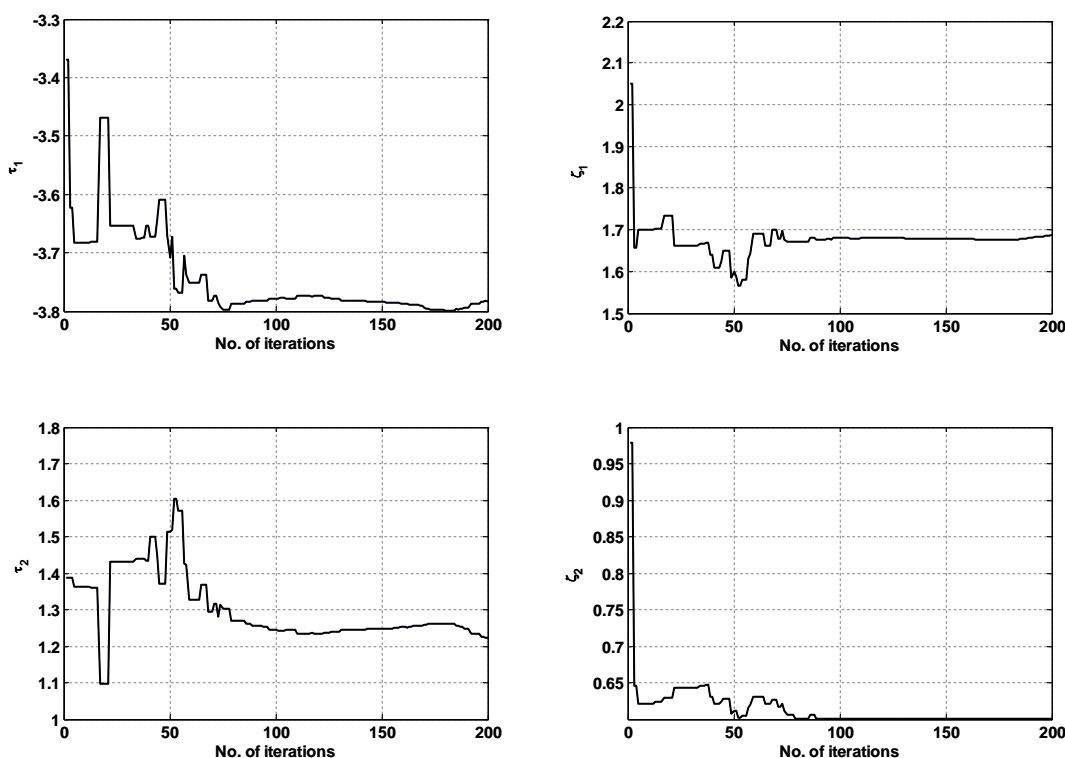 -3.3
-3.4
-3.5
-3.6
-3.7
-3.8
τ1
0 50 100 150 200
No. of iterations
2.2
2.1
2
1.9
1.8
1.7
1.6
1.5
ζ1
0 50 100 150 200
No. of iterations
1.8
1.7
1.6
1.5
1.4
1.3
1.2
1.1
1
τ2
0 50 100 150 200
No. of iterations
1
0.95
0.9
0.85
0.8
0.75
0.7
0.65
ζ2
0 50 100 150 200
No. of iterations